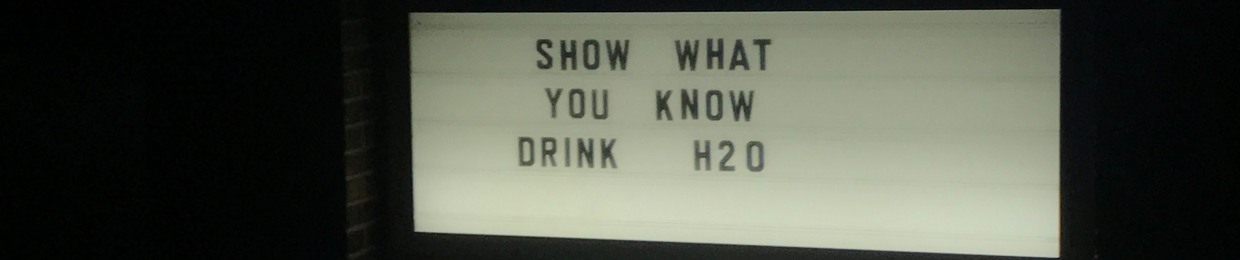 SHOW WHAT
YOU KNOW
DRINK H2O